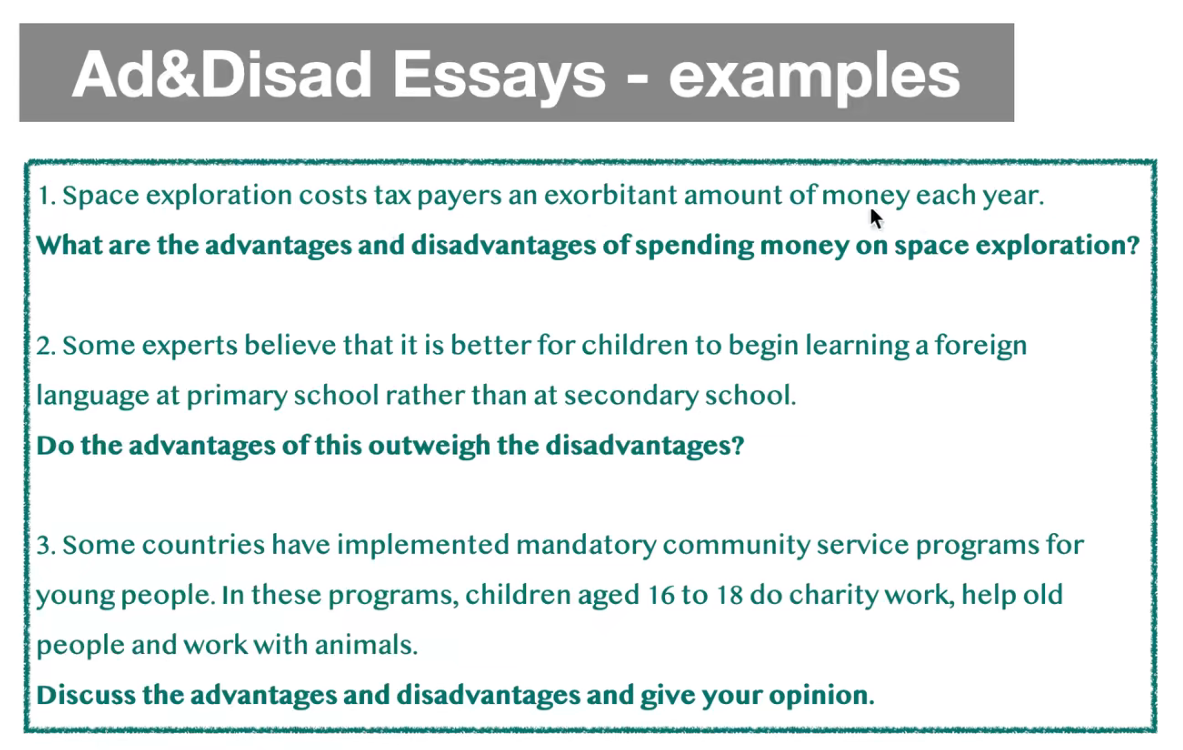 Ad&Disad Essays - examples
1. Space exploration costs tax payers an exorbitant amount of money each year.
What are the advantages and disadvantages of spending money on space exploration?
2. Some experts believe that it is better for children to begin learning a foreign
language at primary school rather than at secondary school.
Do the advantages of this outweigh the disadvantages?
3. Some countries have implemented mandatory community service programs for
young people. In these programs, children aged 16 to 18 do charity work, help old
people and work with animals.
Discuss the advantages and disadvantages and give your opinion.